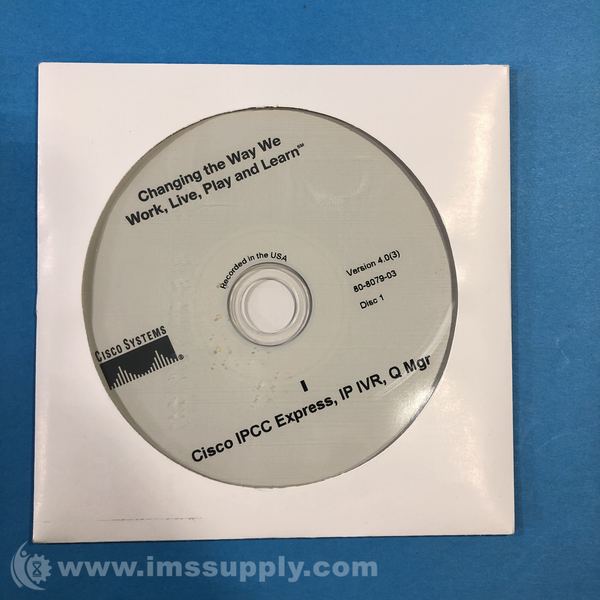 Changing the Way We
Work, Live, Play and Learn℠
Recorded in the USA
Version 4.0(3)
80-8079-03
Disc 1
CISCO SYSTEMS
®
I
Cisco IPCC Express, IP IVR, Q Mgr
www.imssupply.com